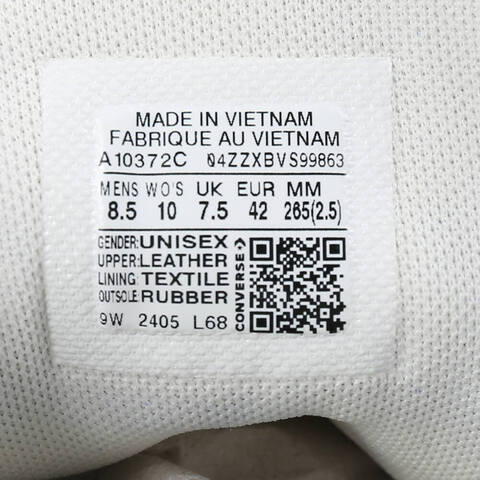 MADE IN VIETNAM
FABRIQUE AU VIETNAM
A10372C 04ZZXBVS99863
MENS WO'S UK EUR MM
8.5 10 7.5 42 265(2.5)
GENDER:UNISEX
UPPER:LEATHER
LINING:TEXTILE
OUTSOLE:RUBBER
9W 2405 L68
CONVERSE